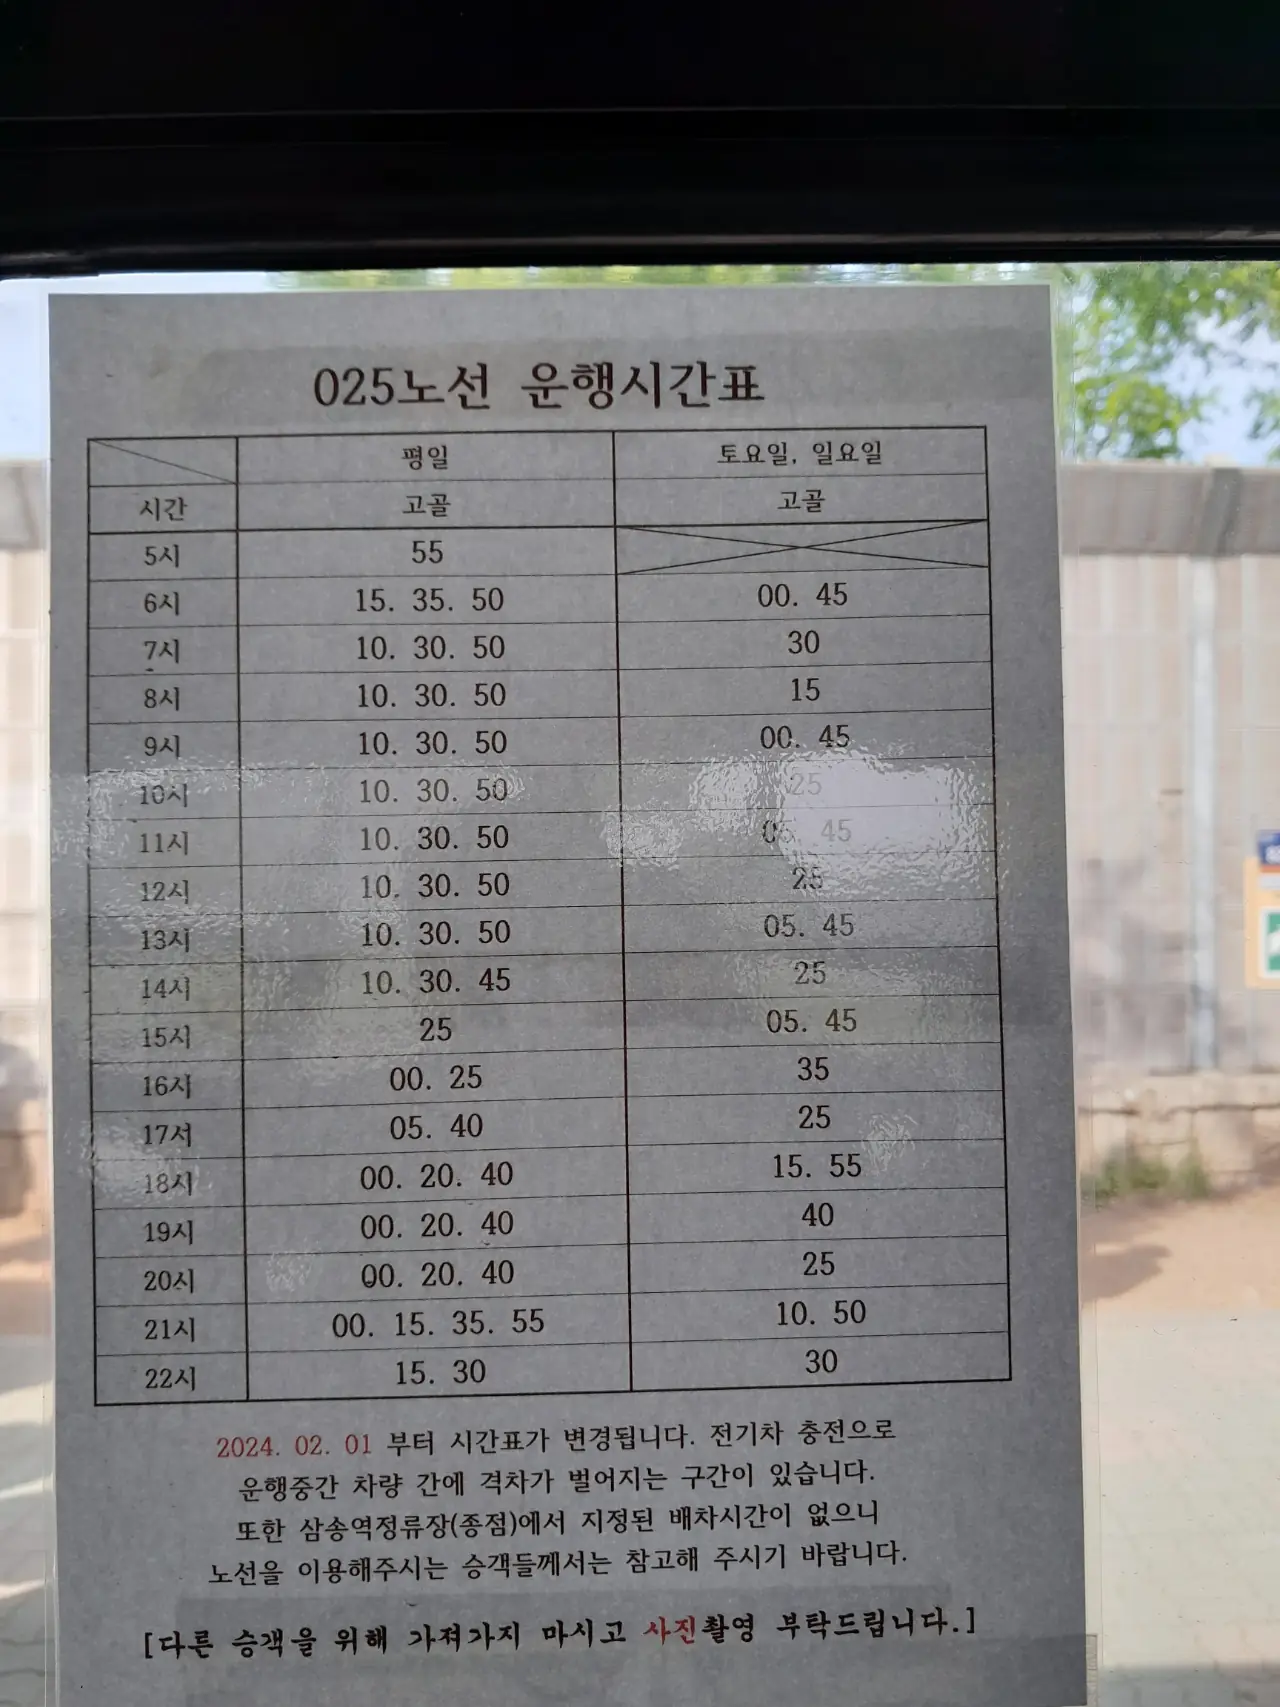 025노선 운행시간표
평일 토요일, 일요일
시간 고골 고골
5시 55
6시 15. 35. 50 00. 45
7시 10. 30. 50 30
8시 10. 30. 50 15
9시 10. 30. 50 00. 45
10시 10. 30. 50 25
11시 10. 30. 50 05. 45
12시 10. 30. 50 25
13시 10. 30. 50 05. 45
14시 10. 30. 45 25
15시 25 05. 45
16시 00. 25 35
17서 05. 40 25
18시 00. 20. 40 15. 55
19시 00. 20. 40 40
20시 00. 20. 40 25
21시 00. 15. 35. 55 10. 50
22시 15. 30 30
2024. 02. 01 부터 시간표가 변경됩니다. 전기차 충전으로
운행중간 차량 간에 격차가 벌어지는 구간이 있습니다.
또한 삼송역정류장(종점)에서 지정된 배차시간이 없으니
노선을 이용해주시는 승객들께서는 참고해 주시기 바랍니다.
[다른 승객을 위해 가져가지 마시고 사진촬영 부탁드립니다.]